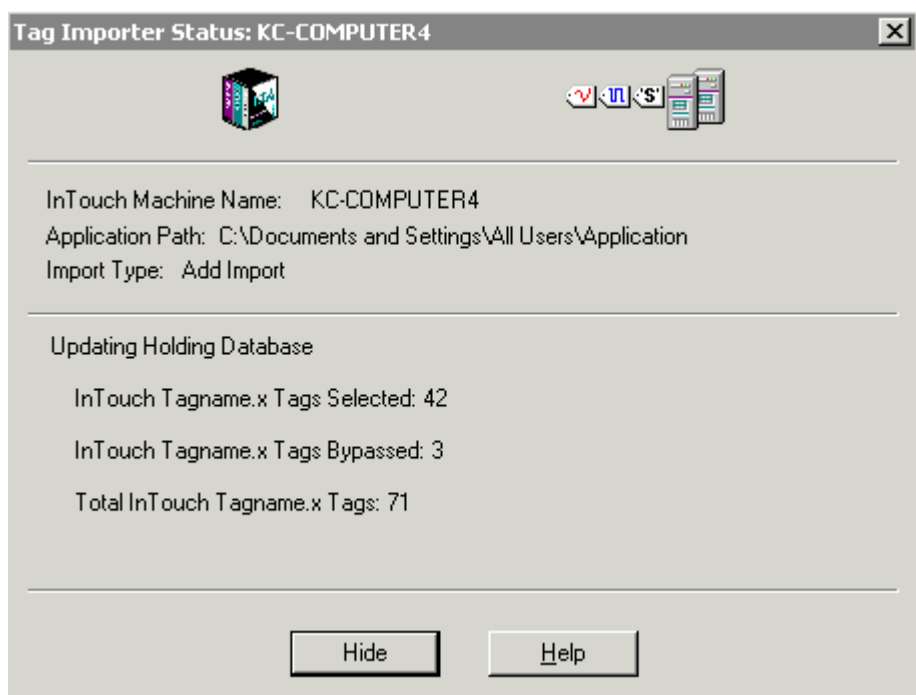 Tag Importer Status: KC-COMPUTER4
InTouch Machine Name: KC-COMPUTER4
Application Path: C:\Documents and Settings\All Users\Application
Import Type: Add Import
Updating Holding Database
InTouch Tagname.x Tags Selected: 42
InTouch Tagname.x Tags Bypassed: 3
Total InTouch Tagname.x Tags: 71
Hide Help